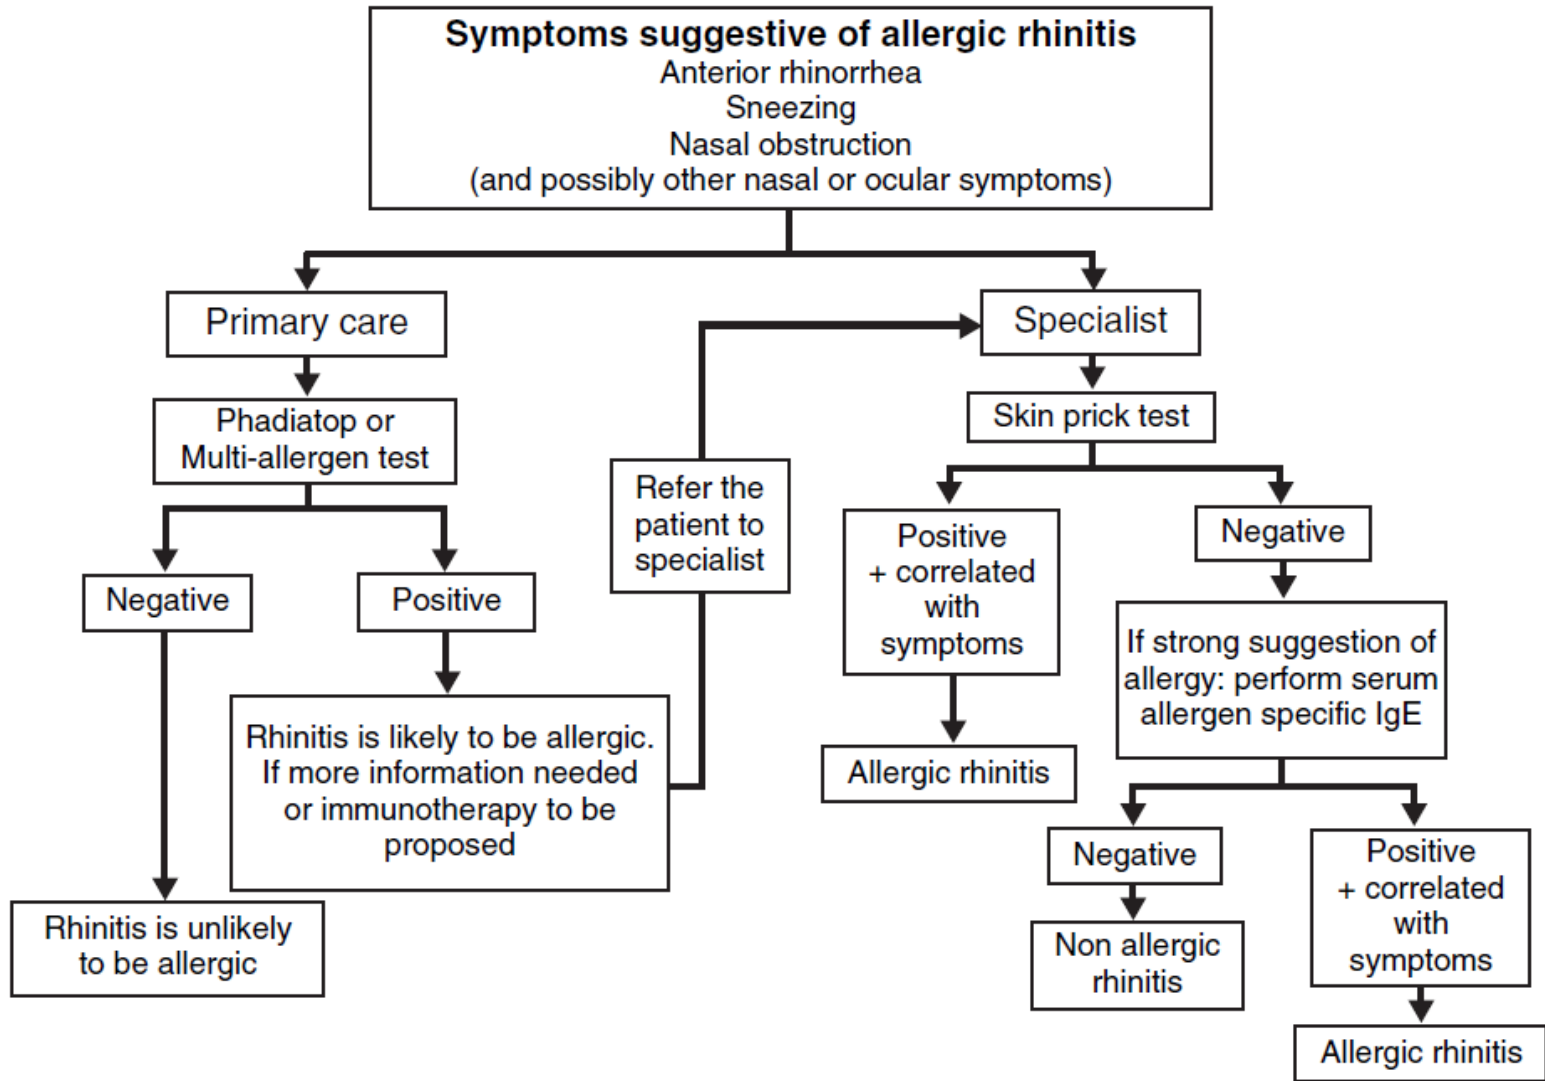 Symptoms suggestive of allergic rhinitis
Anterior rhinorrhea
Sneezing
Nasal obstruction
(and possibly other nasal or ocular symptoms)
Primary care
Phadiatop or
Multi-allergen test
Negative
Positive
Rhinitis is likely to be allergic.
If more information needed
or immunotherapy to be
proposed
Rhinitis is unlikely
to be allergic
Refer the
patient to
specialist
Specialist
Skin prick test
Positive
+ correlated
with
symptoms
Allergic rhinitis
Negative
If strong suggestion of
allergy: perform serum
allergen specific IgE
Negative
Non allergic
rhinitis
Positive
+ correlated
with
symptoms
Allergic rhinitis